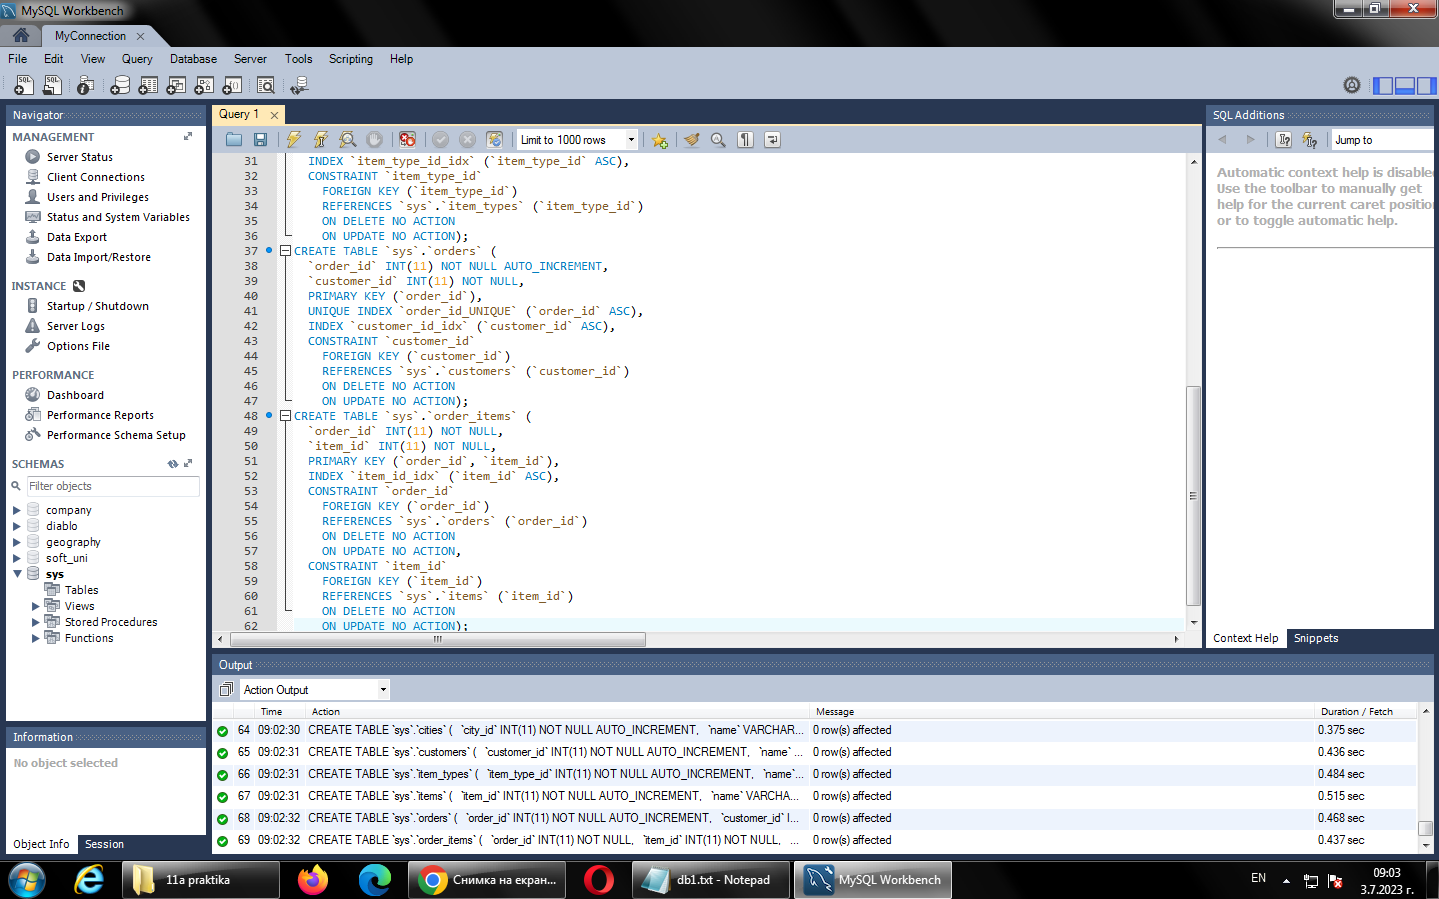 MySQL Workbench
MyConnection
File Edit View Query Database Server Tools Scripting Help
Navigator
MANAGEMENT
Server Status
Client Connections
Users and Privileges
Status and System Variables
Data Export
Data Import/Restore
INSTANCE
Startup / Shutdown
Server Logs
Options File
PERFORMANCE
Dashboard
Performance Reports
Performance Schema Setup
SCHEMAS
Filter objects
company
diablo
geography
soft_uni
sys
Tables
Views
Stored Procedures
Functions
Information
No object selected
Object Info Session
Query 1
Limit to 1000 rows
31 INDEX `item_type_id_idx` (`item_type_id` ASC),
32 CONSTRAINT `item_type_id`
33 FOREIGN KEY (`item_type_id`)
34 REFERENCES `sys`.`item_types` (`item_type_id`)
35 ON DELETE NO ACTION
36 ON UPDATE NO ACTION);
37 CREATE TABLE `sys`.`orders` (
38 `order_id` INT(11) NOT NULL AUTO_INCREMENT,
39 `customer_id` INT(11) NOT NULL,
40 PRIMARY KEY (`order_id`),
41 UNIQUE INDEX `order_id_UNIQUE` (`order_id` ASC),
42 INDEX `customer_id_idx` (`customer_id` ASC),
43 CONSTRAINT `customer_id`
44 FOREIGN KEY (`customer_id`)
45 REFERENCES `sys`.`customers` (`customer_id`)
46 ON DELETE NO ACTION
47 ON UPDATE NO ACTION);
48 CREATE TABLE `sys`.`order_items` (
49 `order_id` INT(11) NOT NULL,
50 `item_id` INT(11) NOT NULL,
51 PRIMARY KEY (`order_id`, `item_id`),
52 INDEX `item_id_idx` (`item_id` ASC),
53 CONSTRAINT `order_id`
54 FOREIGN KEY (`order_id`)
55 REFERENCES `sys`.`orders` (`order_id`)
56 ON DELETE NO ACTION
57 ON UPDATE NO ACTION,
58 CONSTRAINT `item_id`
59 FOREIGN KEY (`item_id`)
60 REFERENCES `sys`.`items` (`item_id`)
61 ON DELETE NO ACTION
62 ON UPDATE NO ACTION);
SQL Additions
Jump to
Automatic context help is disabled.
Use the toolbar to manually get
help for the current caret position
or to toggle automatic help.
Context Help Snippets
Output
Action Output
Time Action Message Duration / Fetch
64 09:02:30 CREATE TABLE `sys`.`cities` ( `city_id` INT(11) NOT NULL AUTO_INCREMENT, `name` VARCHAR... 0 row(s) affected 0.375 sec
65 09:02:31 CREATE TABLE `sys`.`customers` ( `customer_id` INT(11) NOT NULL AUTO_INCREMENT, `name` ... 0 row(s) affected 0.436 sec
66 09:02:31 CREATE TABLE `sys`.`item_types` ( `item_type_id` INT(11) NOT NULL AUTO_INCREMENT, `name`... 0 row(s) affected 0.484 sec
67 09:02:31 CREATE TABLE `sys`.`items` ( `item_id` INT(11) NOT NULL AUTO_INCREMENT, `name` VARCHA... 0 row(s) affected 0.515 sec
68 09:02:32 CREATE TABLE `sys`.`orders` ( `order_id` INT(11) NOT NULL AUTO_INCREMENT, `customer_id` I... 0 row(s) affected 0.468 sec
69 09:02:32 CREATE TABLE `sys`.`order_items` ( `order_id` INT(11) NOT NULL, `item_id` INT(11) NOT NULL, ... 0 row(s) affected 0.437 sec
11a praktika
Снимка на екран...
db1.txt - Notepad
MySQL Workbench
EN
09:03
3.7.2023 г.